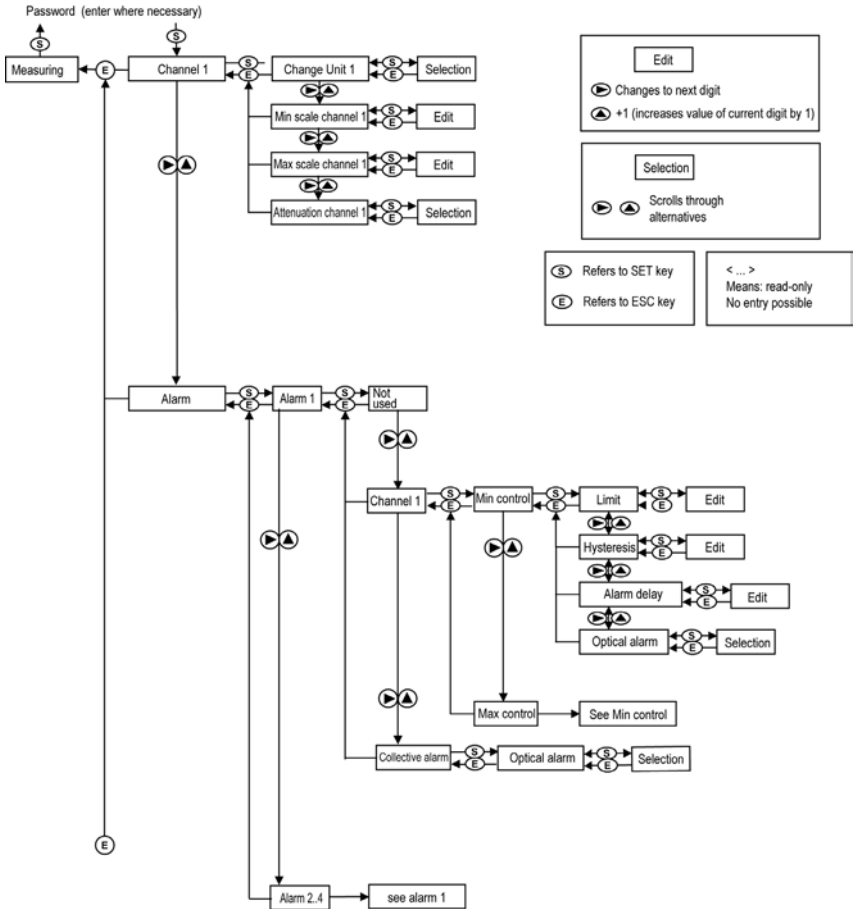 Password (enter where necessary)
S
S
Measuring
E
Channel 1
S
E
Change Unit 1
S
E
Selection
Min scale channel 1
S
E
Edit
Max scale channel 1
S
E
Edit
Attenuation channel 1
S
E
Selection
Edit
Changes to next digit
+1 (increases value of current digit by 1)
Selection
Scrolls through
alternatives
S Refers to SET key
E Refers to ESC key
< ... >
Means: read-only
No entry possible
Alarm
S
E
Alarm 1
S
E
Not
used
Channel 1
S
E
Min control
S
E
Limit
S
E
Edit
Hysteresis
S
E
Edit
Alarm delay
S
E
Edit
Optical alarm
S
E
Selection
Max control
See Min control
Collective alarm
S
E
Optical alarm
S
E
Selection
E
Alarm 2..4
see alarm 1